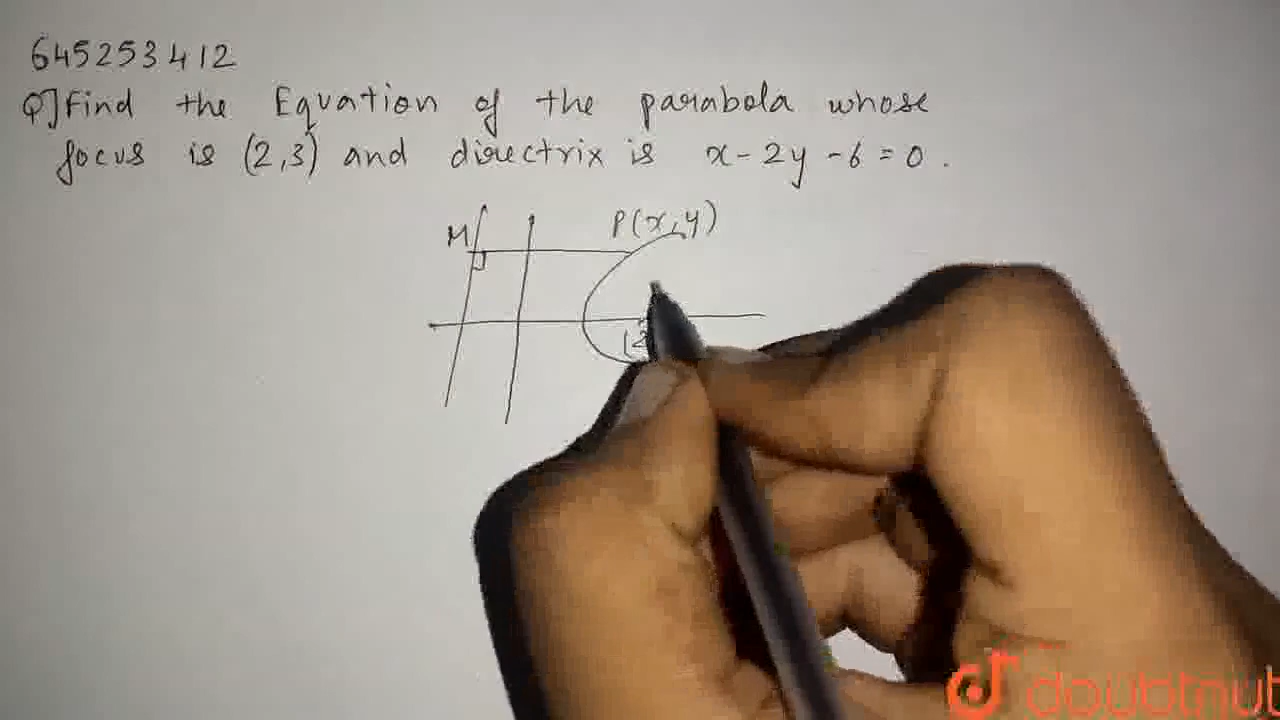 645253412
Q] Find the Equation of the parabola whose
focus is (2,3) and directrix is x - 2y - 6 = 0 .
M P(x,y)
(2
doubtnut